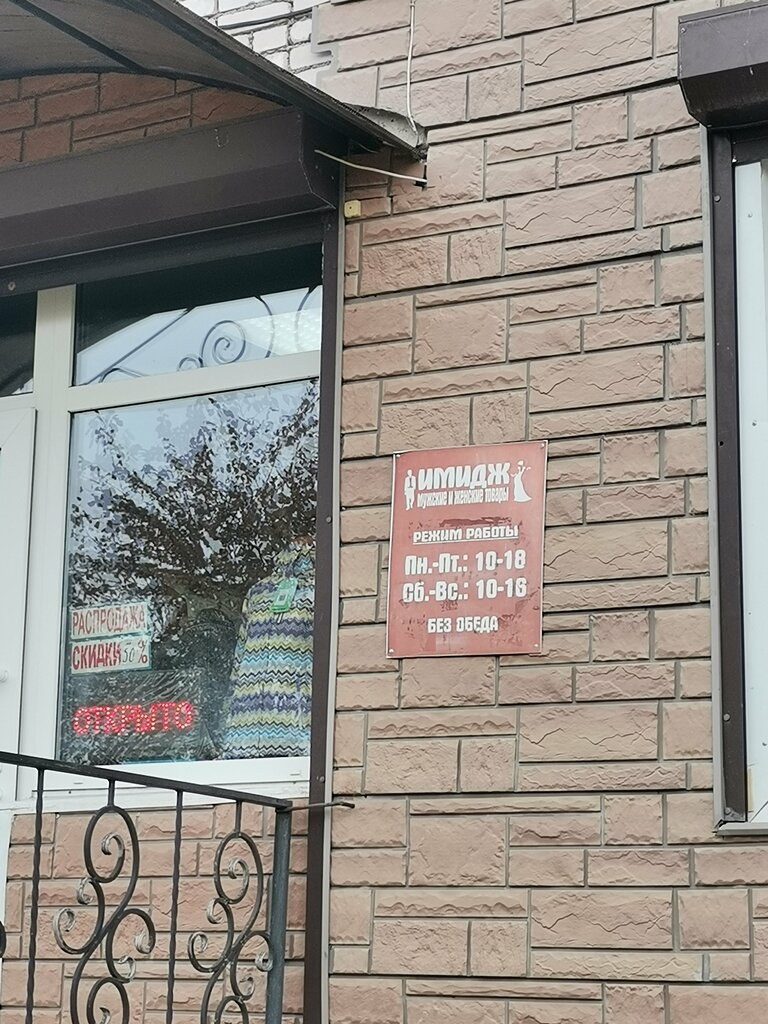 ИМИДЖ
МУЖСКИЕ И ЖЕНСКИЕ ТОВАРЫ
РЕЖИМ РАБОТЫ
Пн.-Пт.: 10-18
Сб.-Вс.: 10-16
БЕЗ ОБЕДА
РАСПРОДАЖА
СКИДКИ 50%
ОТКРЫТО